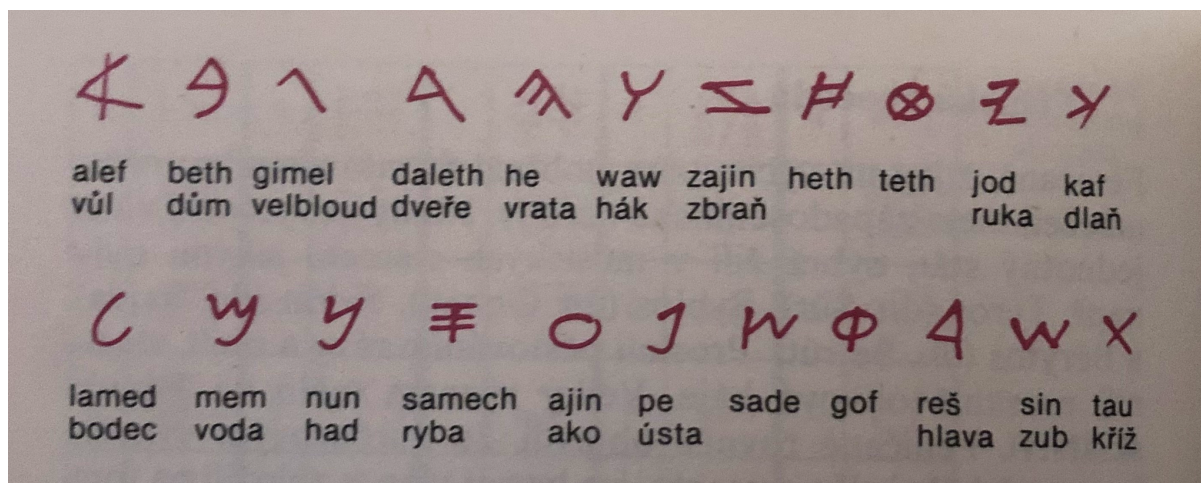 𐤀 𐤁 𐤂 𐤃 𐤄 𐤅 𐤆 𐤇 𐤈 𐤉 𐤊
alef beth gimel daleth he waw zajin heth teth jod kaf
vůl dům velbloud dveře vrata hák zbraň ruka dlaň
𐤋 𐤌 𐤍 𐤎 𐤏 𐤐 𐤑 𐤒 𐤓 𐤔 𐤕
lamed mem nun samech ajin pe sade gof reš sin tau
bodec voda had ryba ako ústa hlava zub kříž